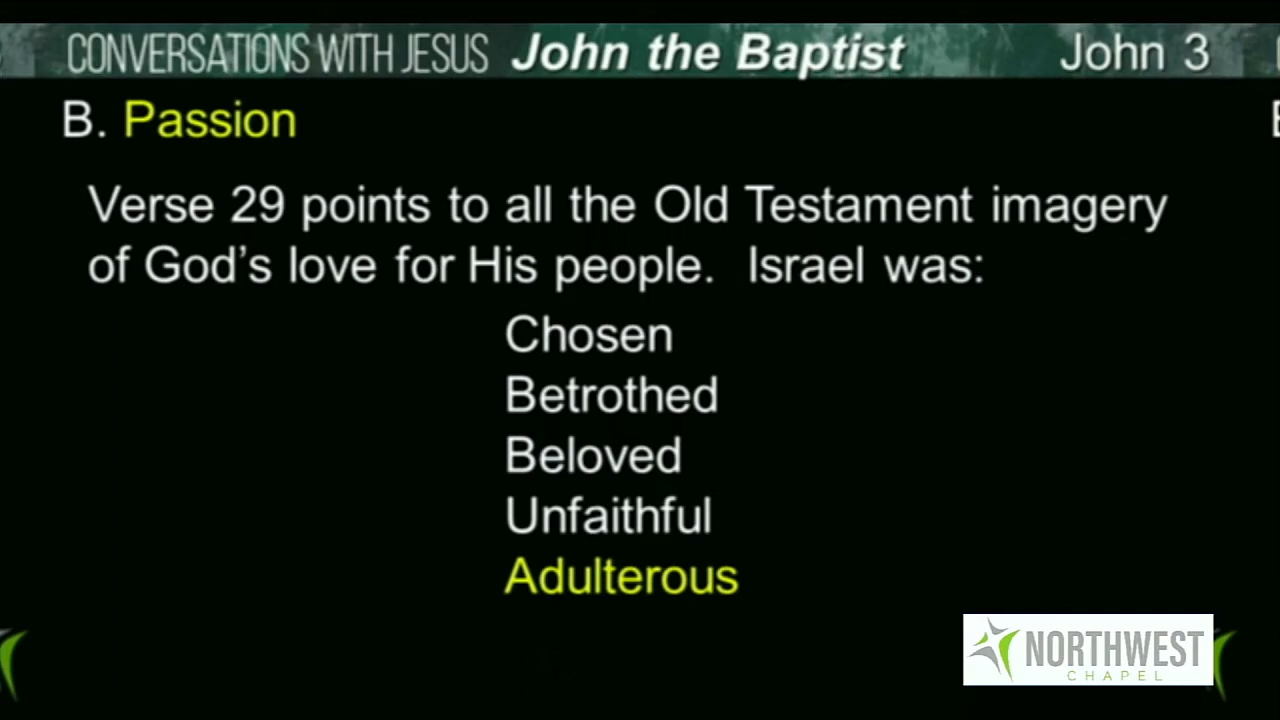 CONVERSATIONS WITH JESUS John the Baptist John 3
B. Passion
Verse 29 points to all the Old Testament imagery
of God's love for His people. Israel was:
Chosen
Betrothed
Beloved
Unfaithful
Adulterous
NORTHWEST
CHAPEL